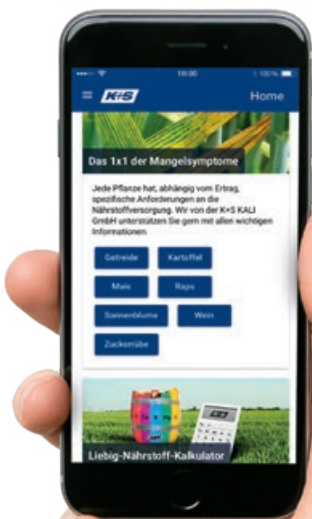 10:00
100 %
K+S
Home
Das 1x1 der Mangelsymptome
Jede Pflanze hat, abhängig vom Ertrag,
spezifische Anforderungen an die
Nährstoffversorgung. Wir von der K+S KALI
GmbH unterstützen Sie gern mit allen wichtigen
Informationen.
Getreide Kartoffel
Mais Raps
Sonnenblume Wein
Zuckerrübe
Liebig-Nährstoff-Kalkulator